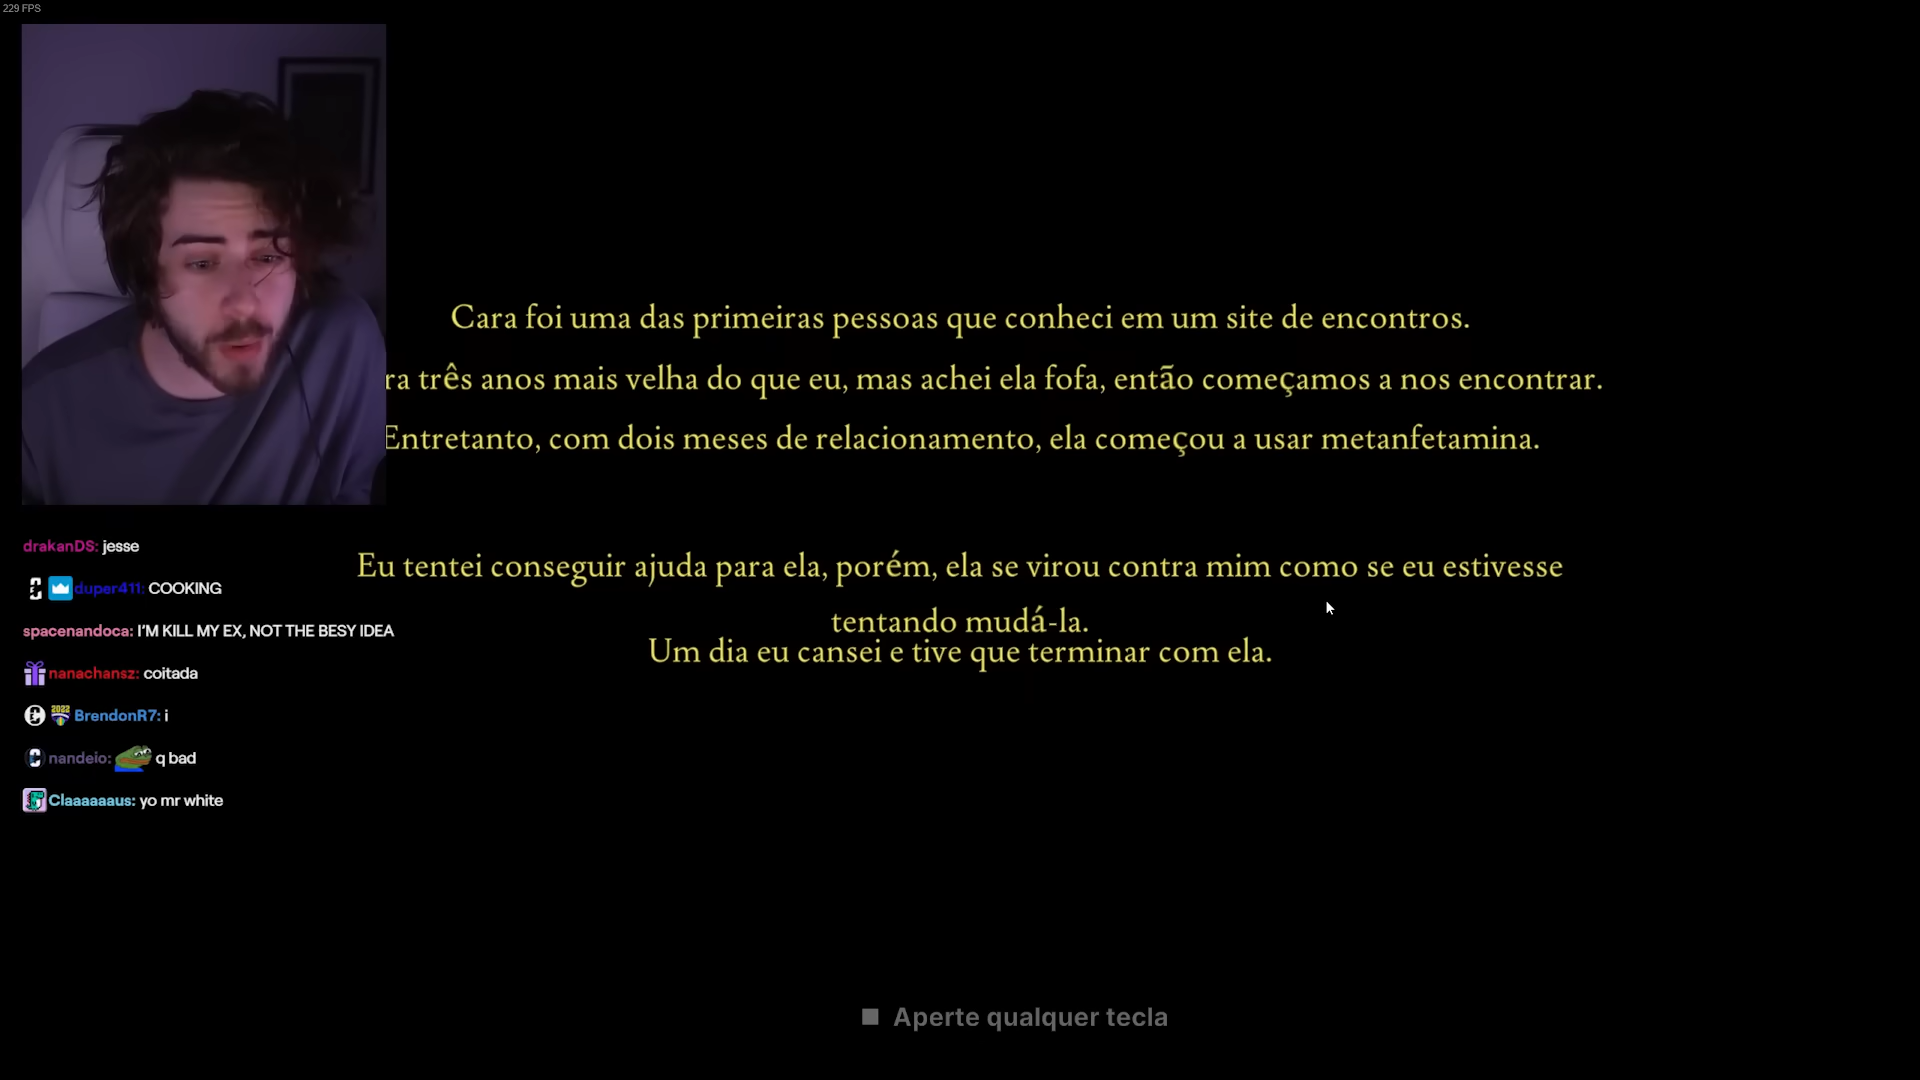 229 FPS
Cara foi uma das primeiras pessoas que conheci em um site de encontros.
ra três anos mais velha do que eu, mas achei ela fofa, então começamos a nos encontrar.
Entretanto, com dois meses de relacionamento, ela começou a usar metanfetamina.
Eu tentei conseguir ajuda para ela, porém, ela se virou contra mim como se eu estivesse
tentando mudá-la.
Um dia eu cansei e tive que terminar com ela.
drakanDS: jesse
duper411: COOKING
spacenandoca: I'M KILL MY EX, NOT THE BESY IDEA
nanachansz: coitada
BrendonR7: i
nandeio: q bad
Claaaaaaus: yo mr white
Aperte qualquer tecla